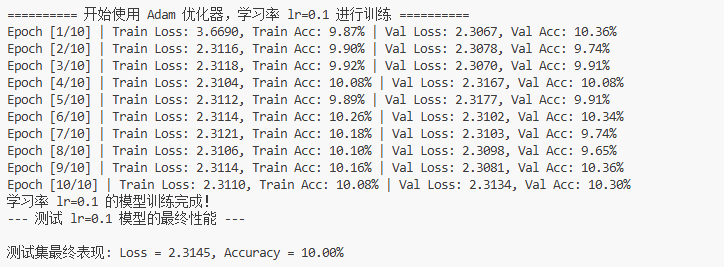 ========== 开始使用 Adam 优化器，学习率 lr=0.1 进行训练 ==========
Epoch [1/10] | Train Loss: 3.6690, Train Acc: 9.87% | Val Loss: 2.3067, Val Acc: 10.36%
Epoch [2/10] | Train Loss: 2.3116, Train Acc: 9.90% | Val Loss: 2.3078, Val Acc: 9.74%
Epoch [3/10] | Train Loss: 2.3118, Train Acc: 9.92% | Val Loss: 2.3070, Val Acc: 9.91%
Epoch [4/10] | Train Loss: 2.3104, Train Acc: 10.08% | Val Loss: 2.3167, Val Acc: 10.08%
Epoch [5/10] | Train Loss: 2.3112, Train Acc: 9.89% | Val Loss: 2.3177, Val Acc: 9.91%
Epoch [6/10] | Train Loss: 2.3114, Train Acc: 10.26% | Val Loss: 2.3102, Val Acc: 10.34%
Epoch [7/10] | Train Loss: 2.3121, Train Acc: 10.18% | Val Loss: 2.3103, Val Acc: 9.74%
Epoch [8/10] | Train Loss: 2.3106, Train Acc: 10.10% | Val Loss: 2.3098, Val Acc: 9.65%
Epoch [9/10] | Train Loss: 2.3114, Train Acc: 10.16% | Val Loss: 2.3081, Val Acc: 10.36%
Epoch [10/10] | Train Loss: 2.3110, Train Acc: 10.08% | Val Loss: 2.3134, Val Acc: 10.30%
学习率 lr=0.1 的模型训练完成!
--- 测试 lr=0.1 模型的最终性能 ---
测试集最终表现: Loss = 2.3145, Accuracy = 10.00%